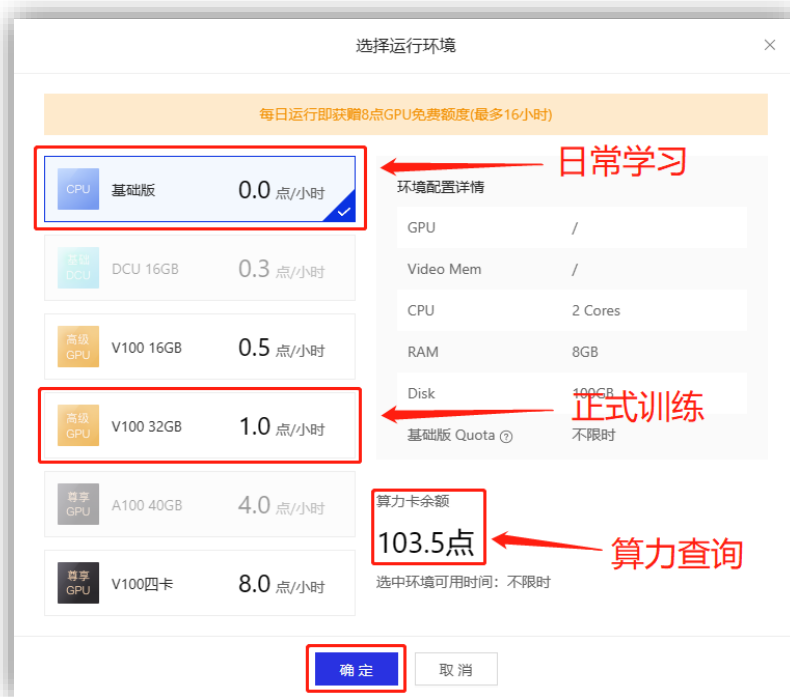 选择运行环境
每日运行即获赠8点GPU免费额度(最多16小时)
日常学习
CPU 基础版 0.0 点/小时
环境配置详情
GPU /
基础 DCU DCU 16GB 0.3 点/小时
Video Mem /
CPU 2 Cores
高级 GPU V100 16GB 0.5 点/小时
RAM 8GB
Disk 100GB
正式训练
高级 GPU V100 32GB 1.0 点/小时
基础版 Quota ? 不限时
尊享 GPU A100 40GB 4.0 点/小时
算力卡余额
103.5点
算力查询
尊享 GPU V100四卡 8.0 点/小时
选中环境可用时间：不限时
确 定
取 消